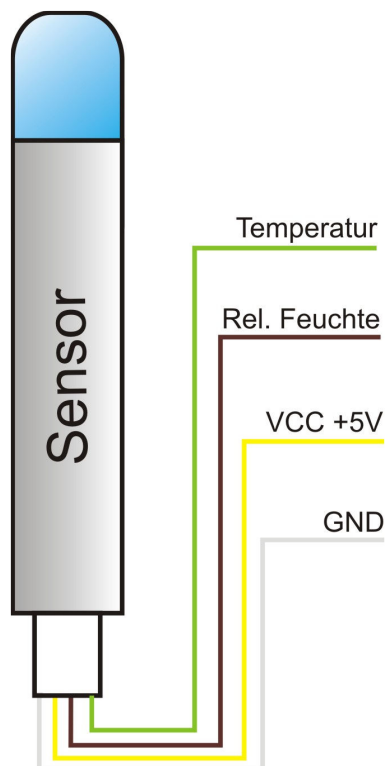 Temperatur
Rel. Feuchte
VCC +5V
GND
Sensor